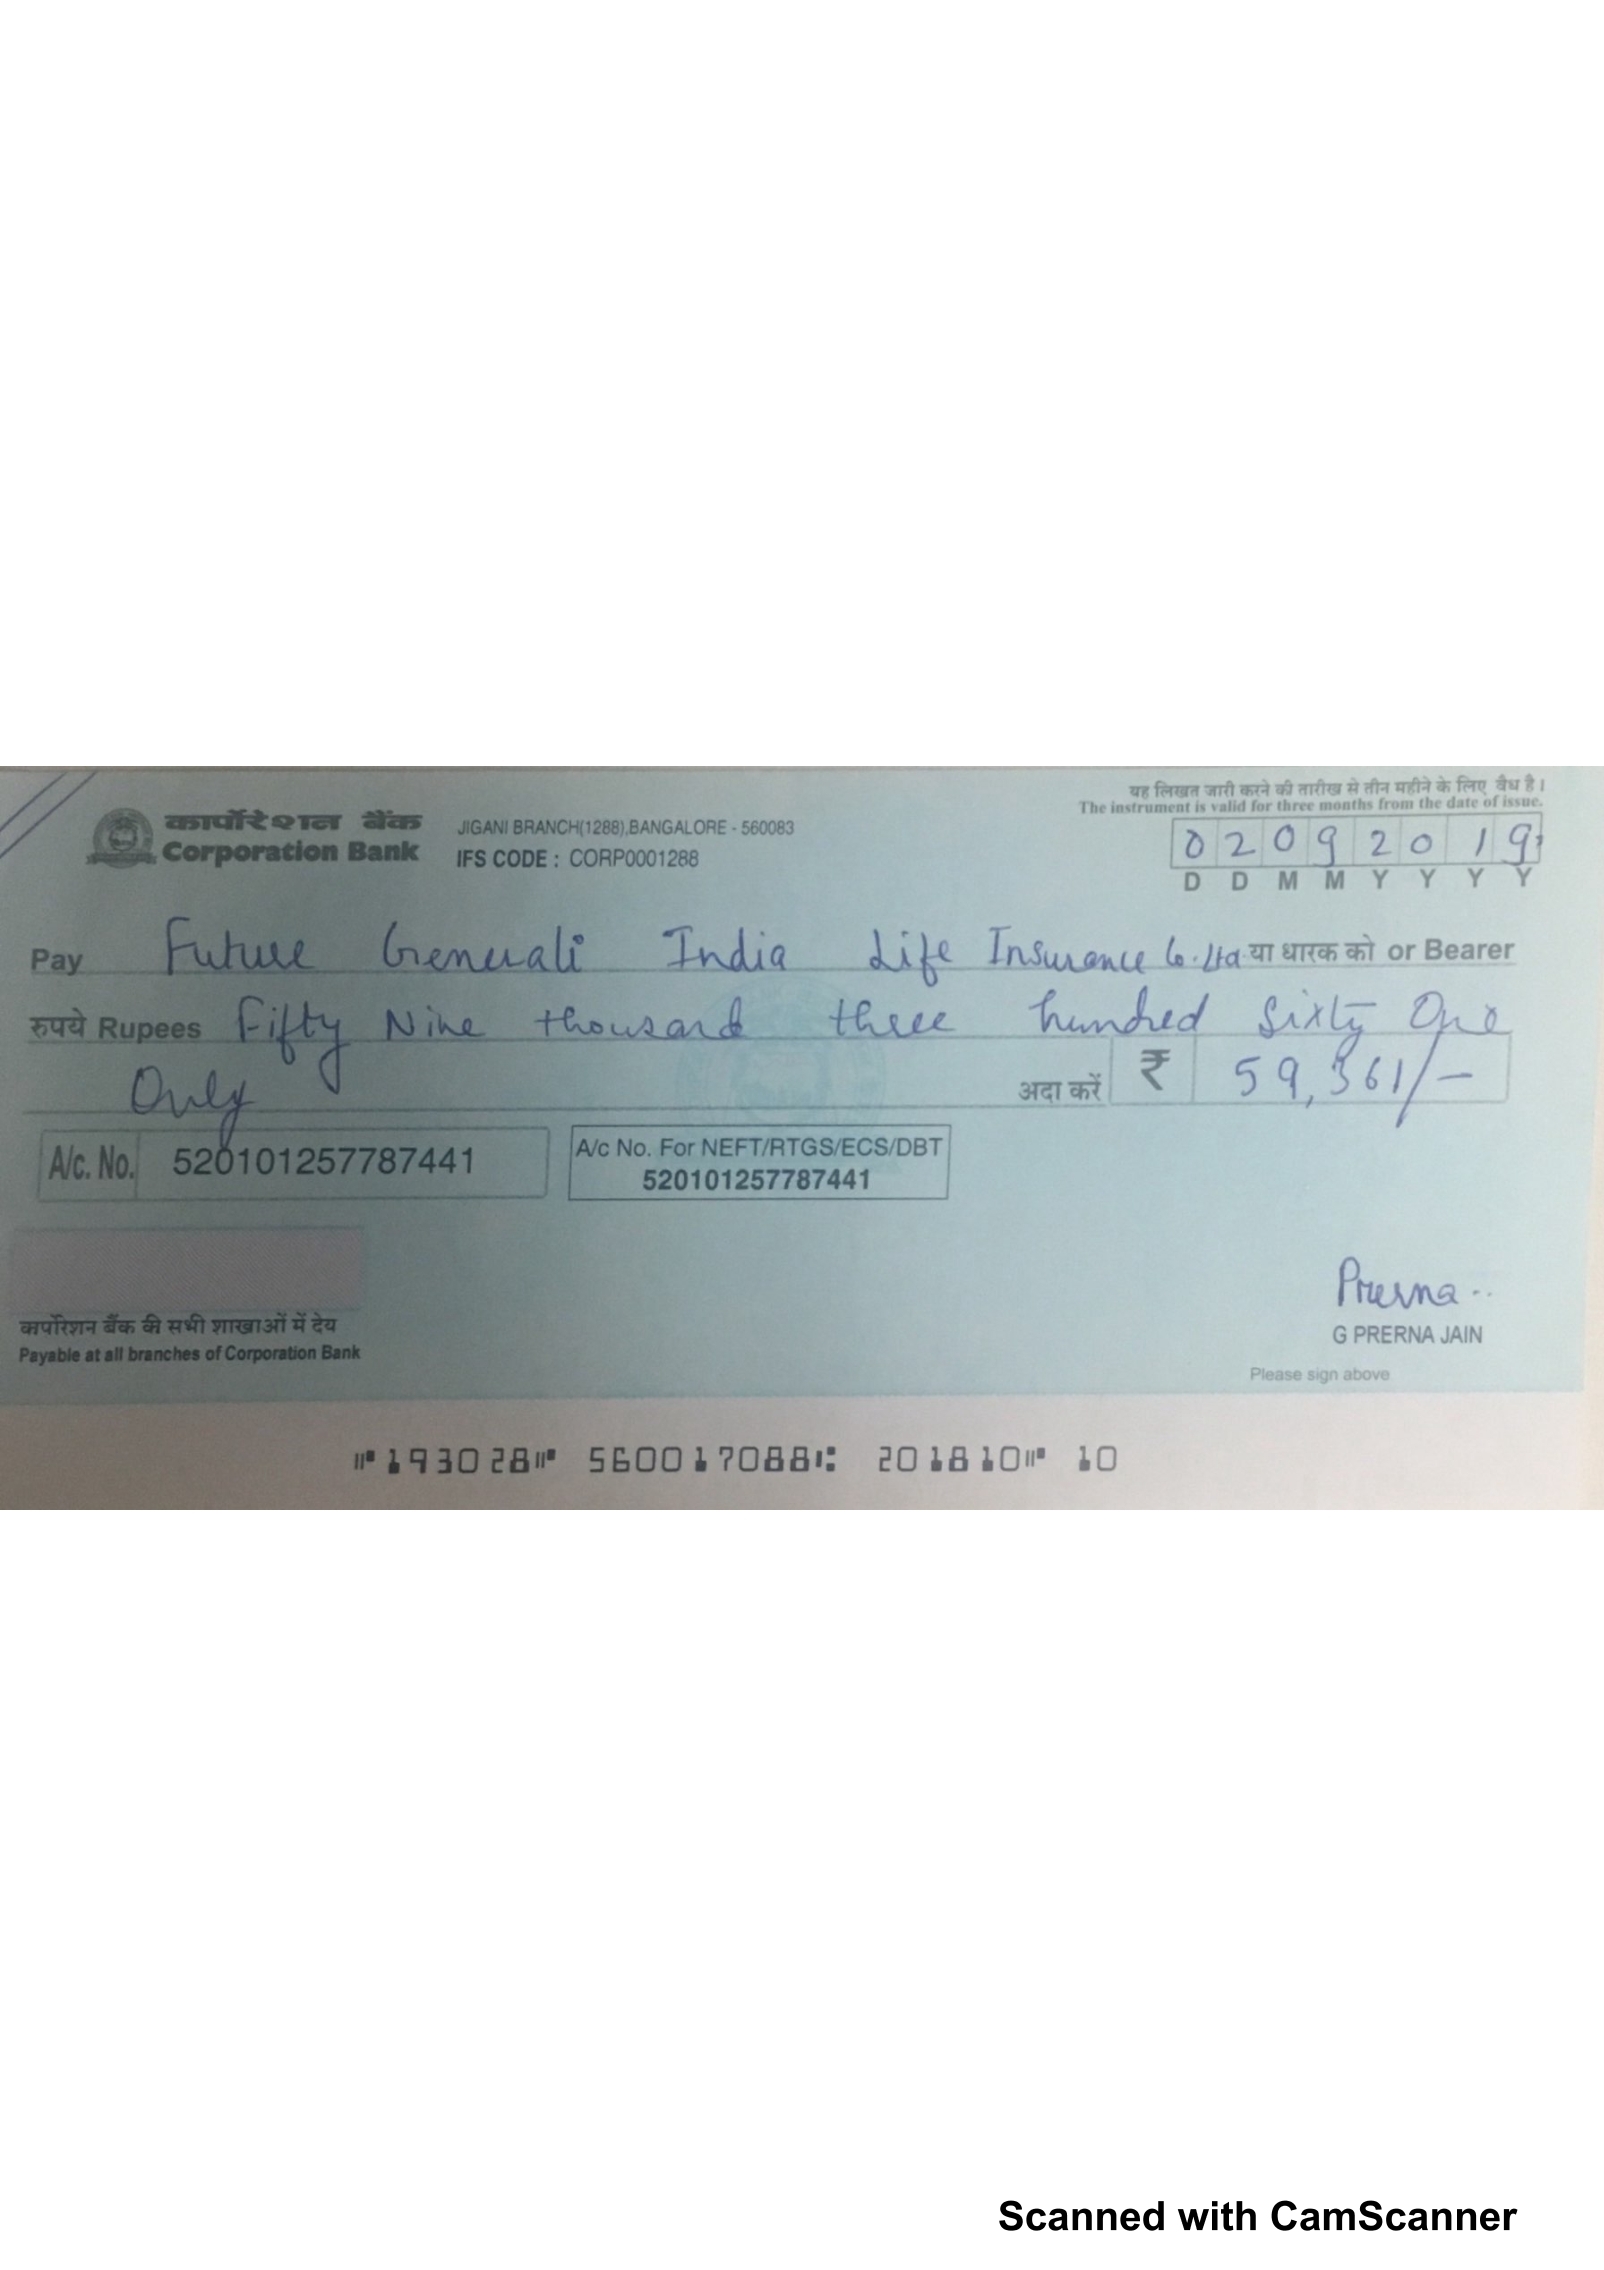 यह लिखत जारी करने की तारीख से तीन महीने के लिए वैध है।
The instrument is valid for three months from the date of issue.
कार्पोरेशन बैंक
Corporation Bank
JIGANI BRANCH(1288),BANGALORE - 560083
IFS CODE : CORP0001288
0 2 0 9 2 0 1 9
D D M M Y Y Y Y
Pay Future Generali India Life Insurance Co. Ltd या धारक को or Bearer
रुपये Rupees Fifty Nine thousand three hundred Sixty One
Only अदा करें ₹ 59,361/-
A/c. No. 520101257787441
A/c No. For NEFT/RTGS/ECS/DBT
520101257787441
Prerna..
G PRERNA JAIN
Please sign above
कार्पोरेशन बैंक की सभी शाखाओं में देय
Payable at all branches of Corporation Bank
⑈193028⑈ 560017088⑆ 201810⑈ 10
Scanned with CamScanner